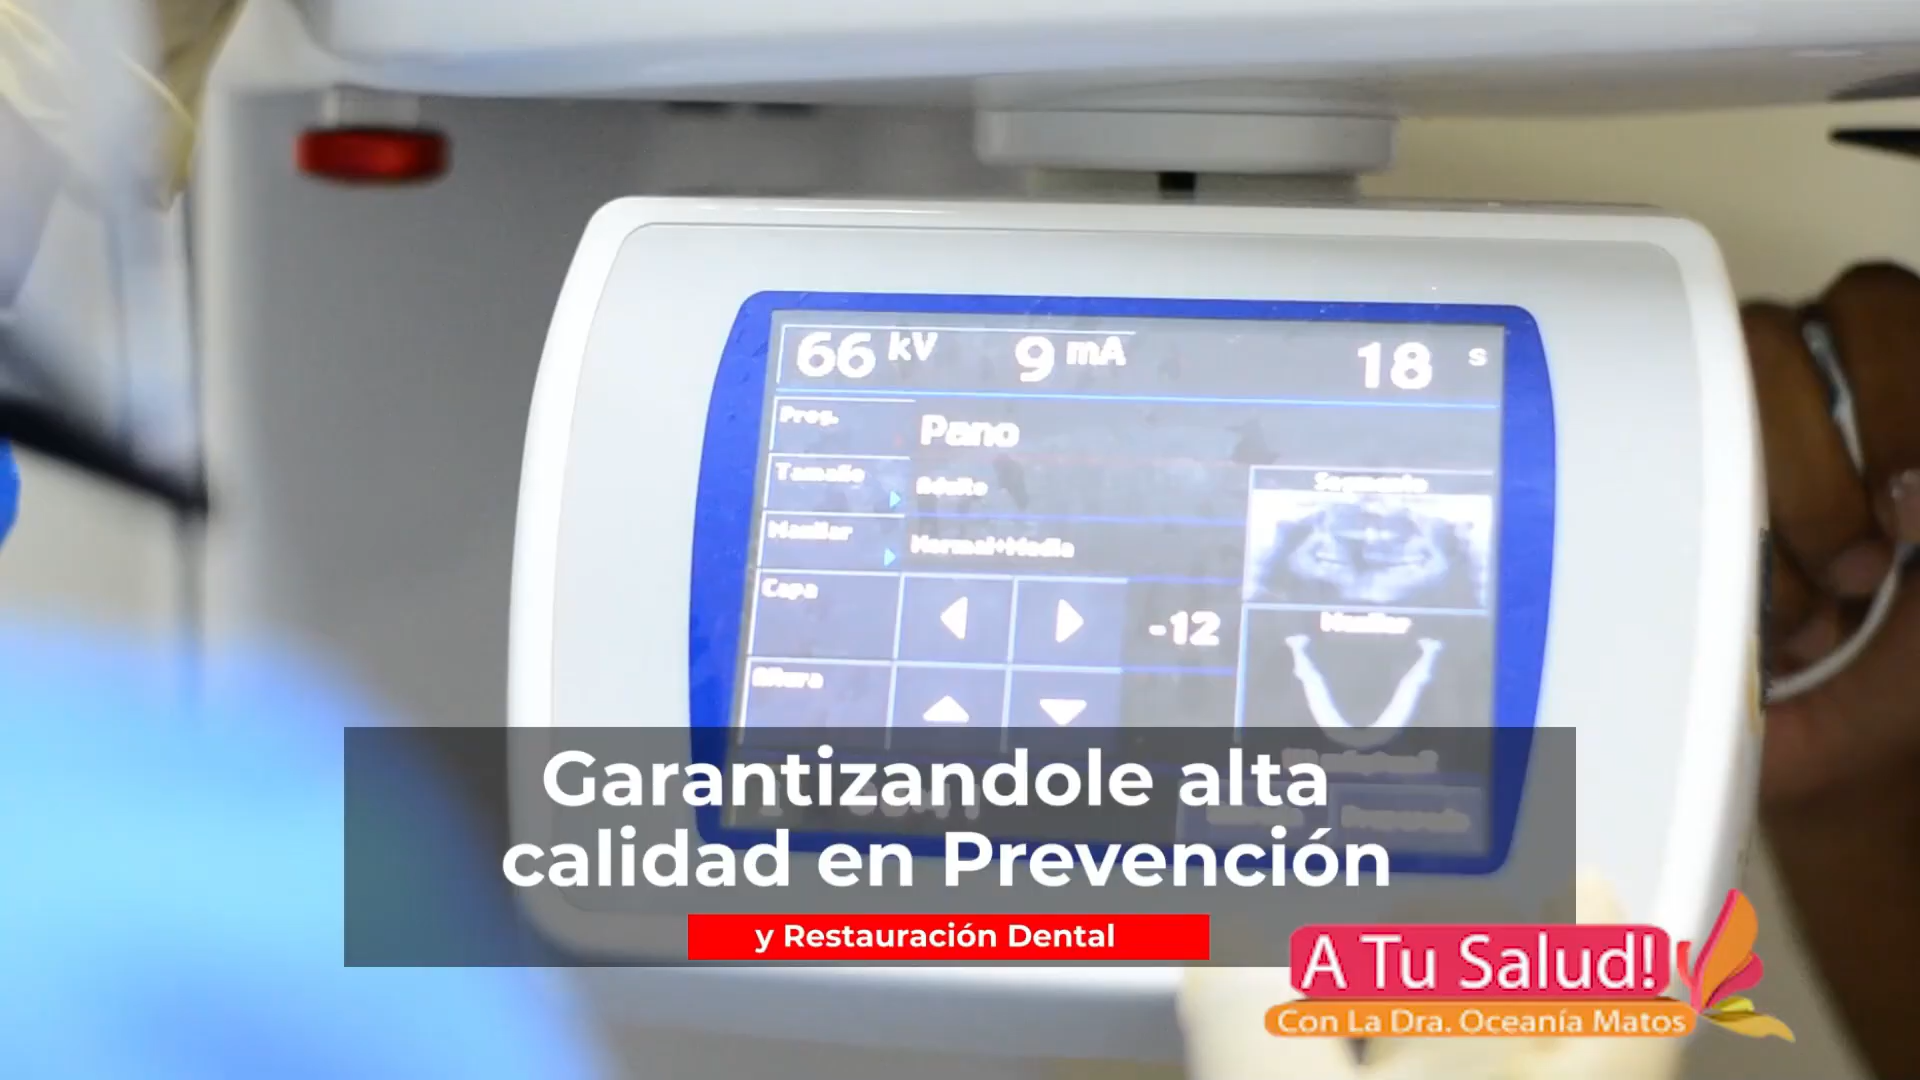 66 kV 9 mA 18 s
Prog. Pano
Tamaño Adulto
Segmento
Maxilar Normal+Media
Capa -12
Maxilar
Altura
Garantizandole alta
calidad en Prevención
y Restauración Dental
A Tu Salud!
Con La Dra. Oceanía Matos